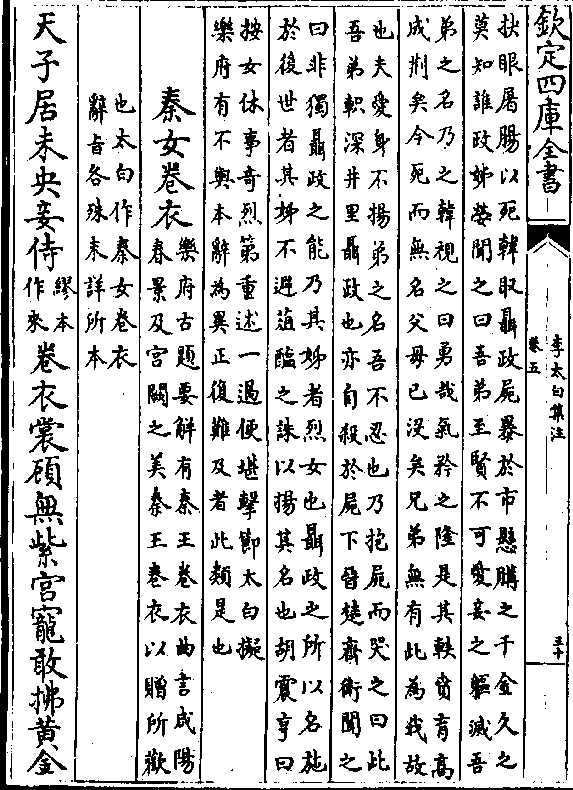 欽定四庫全書
李太白集注
卷五
五十
抉眼屠腸以死韓取聶政屍暴於市懸購之千金久之
莫知誰政姊嫈聞之曰吾弟至賢不可愛妾之軀滅吾
弟之名乃之韓視之曰勇哉氣矜之隆是其軼賁育高
成荆矣今死而無名父母已沒矣兄弟無有此為我故
也夫愛身不揚弟之名吾不忍也乃抱屍而哭之曰此
吾弟軹深井里聶政也亦自殺於屍下晉楚齊衛聞之
曰非獨聶政之能乃其姊者烈女也聶政之所以名施
於後世者其姊不避菹醢之誅以揚其名也胡震亨曰
按女休事奇烈第重述一過便堪擊節太白擬
樂府有不與本辭為異正復難及者此類是也
秦女卷衣
樂府古題要解有秦王卷衣曲言咸陽
春景及宮闕之美秦王卷衣以贈所歡
也太白作秦女卷衣
辭旨各殊未詳所本
天子居未央妾侍繆本作來卷衣裳顧無紫宮寵敢拂黃金